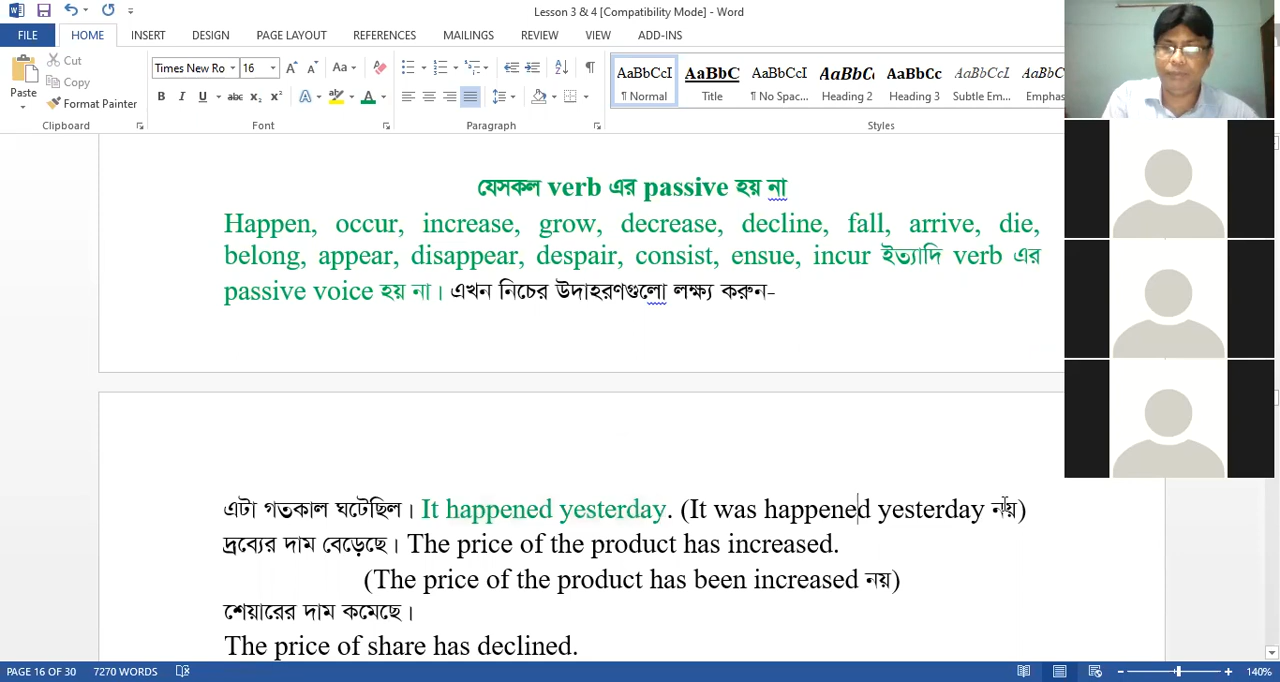 Lesson 3 & 4 [Compatibility Mode] - Word
FILE HOME INSERT DESIGN PAGE LAYOUT REFERENCES MAILINGS REVIEW VIEW ADD-INS
Cut
Copy
Paste
Format Painter
Times New Ro 16
AaBbCcI AaBbC AaBbCcI AaBbC AaBbCc AaBbCcL AaBbC
¶ Normal Title ¶ No Spac... Heading 2 Heading 3 Subtle Em... Emphas
Clipboard Font Paragraph Styles
যেসকল verb এর passive হয় না
Happen, occur, increase, grow, decrease, decline, fall, arrive, die,
belong, appear, disappear, despair, consist, ensue, incur ইত্যাদি verb এর
passive voice হয় না। এখন নিচের উদাহরণগুলো লক্ষ্য করুন-
এটা গতকাল ঘটেছিল। It happened yesterday. (It was happened yesterday নয়)
দ্রব্যের দাম বেড়েছে। The price of the product has increased.
(The price of the product has been increased নয়)
শেয়ারের দাম কমেছে।
The price of share has declined.
PAGE 16 OF 30 7270 WORDS 140%